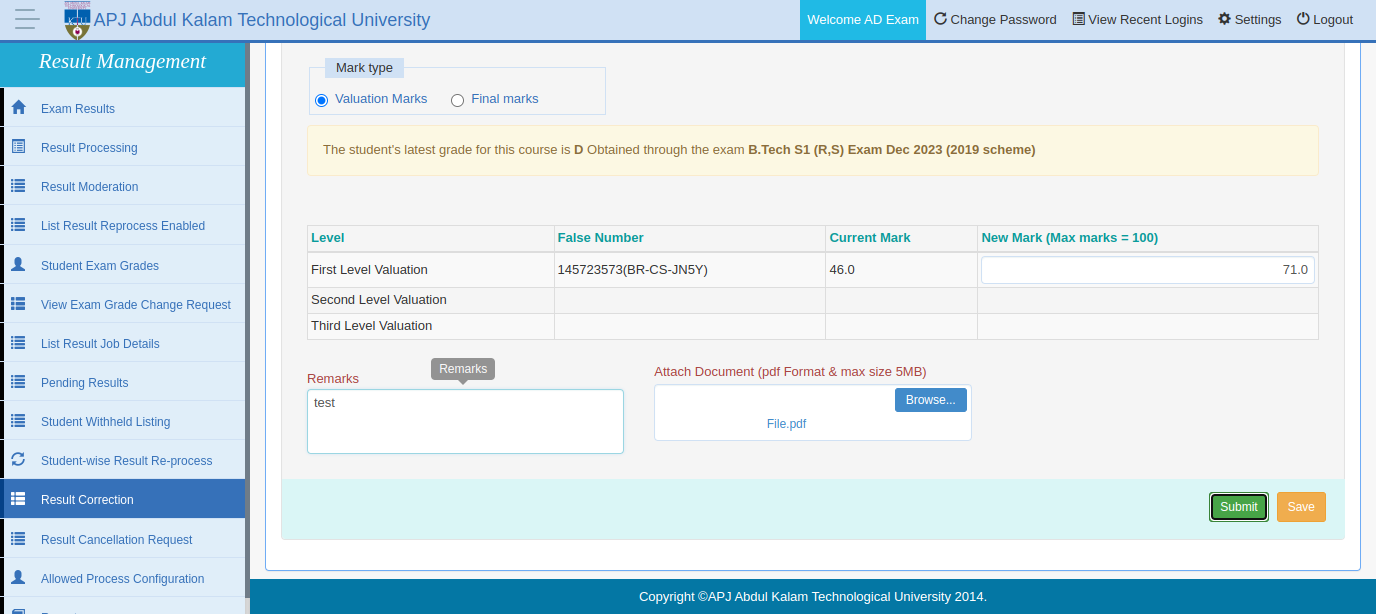 APJ Abdul Kalam Technological University
Welcome AD Exam
Change Password
View Recent Logins
Settings
Logout
Result Management
Exam Results
Result Processing
Result Moderation
List Result Reprocess Enabled
Student Exam Grades
View Exam Grade Change Request
List Result Job Details
Pending Results
Student Withheld Listing
Student-wise Result Re-process
Result Correction
Result Cancellation Request
Allowed Process Configuration
Mark type
Valuation Marks Final marks
The student's latest grade for this course is D Obtained through the exam B.Tech S1 (R,S) Exam Dec 2023 (2019 scheme)
Level False Number Current Mark New Mark (Max marks = 100)
First Level Valuation 145723573(BR-CS-JN5Y) 46.0 71.0
Second Level Valuation
Third Level Valuation
Remarks
Remarks
test
Attach Document (pdf Format & max size 5MB)
Browse...
File.pdf
Submit Save
Copyright ©APJ Abdul Kalam Technological University 2014.